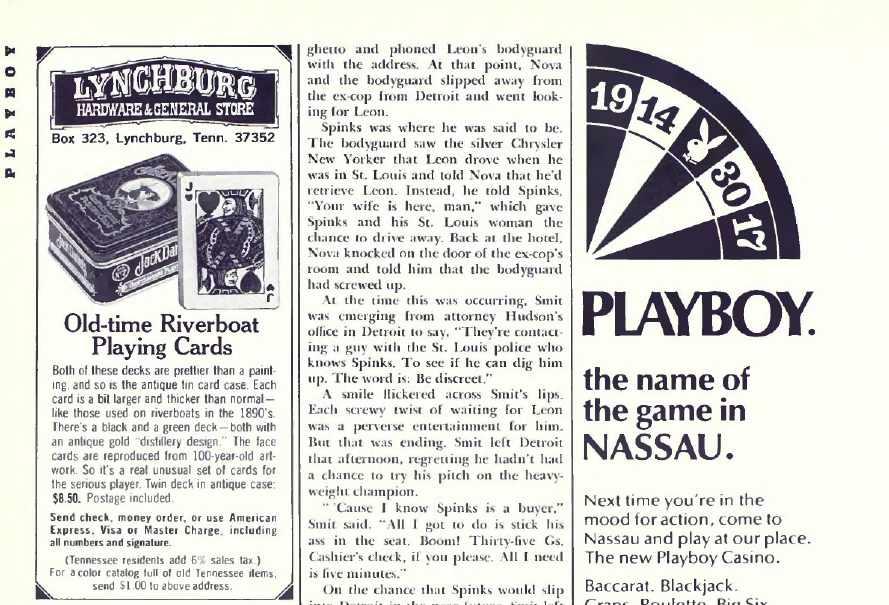 PLAYBOY
LYNCHBURG
HARDWARE & GENERAL STORE
Box 323, Lynchburg, Tenn. 37352
Jack Dan
J
J
Old-time Riverboat
Playing Cards
Both of these decks are prettier than a paint-
ing, and so is the antique tin card case. Each
card is a bit larger and thicker than normal—
like those used on riverboats in the 1890's.
There's a black and a green deck—both with
an antique gold "distillery design." The face
cards are reproduced from 100-year-old art-
work. So it's a real unusual set of cards for
the serious player. Twin deck in antique case:
$8.50. Postage included.
Send check, money order, or use American
Express, Visa or Master Charge, including
all numbers and signature.
(Tennessee residents add 6% sales tax.)
For a color catalog full of old Tennessee items,
send $1.00 to above address.
ghetto and phoned Leon's bodyguard
with the address. At that point, Nova
and the bodyguard slipped away from
the ex-cop from Detroit and went look-
ing for Leon.
Spinks was where he was said to be.
The bodyguard saw the silver Chrysler
New Yorker that Leon drove when he
was in St. Louis and told Nova that he'd
retrieve Leon. Instead, he told Spinks,
"Your wife is here, man," which gave
Spinks and his St. Louis woman the
chance to drive away. Back at the hotel,
Nova knocked on the door of the ex-cop's
room and told him that the bodyguard
had screwed up.
At the time this was occurring, Smit
was emerging from attorney Hudson's
office in Detroit to say, "They're contact-
ing a guy with the St. Louis police who
knows Spinks. To see if he can dig him
up. The word is: Be discreet."
A smile flickered across Smit's lips.
Each screwy twist of waiting for Leon
was a perverse entertainment for him.
But that was ending. Smit left Detroit
that afternoon, regretting he hadn't had
a chance to try his pitch on the heavy-
weight champion.
" 'Cause I know Spinks is a buyer,"
Smit said. "All I got to do is stick his
ass in the seat. Boom! Thirty-five Gs.
Cashier's check, if you please. All I need
is five minutes."
On the chance that Spinks would slip
into Detroit in the near future, Smit left
19
14
30
17
PLAYBOY.
the name of
the game in
NASSAU.
Next time you're in the
mood for action, come to
Nassau and play at our place.
The new Playboy Casino.
Baccarat. Blackjack.
Craps. Roulette. Big Six.